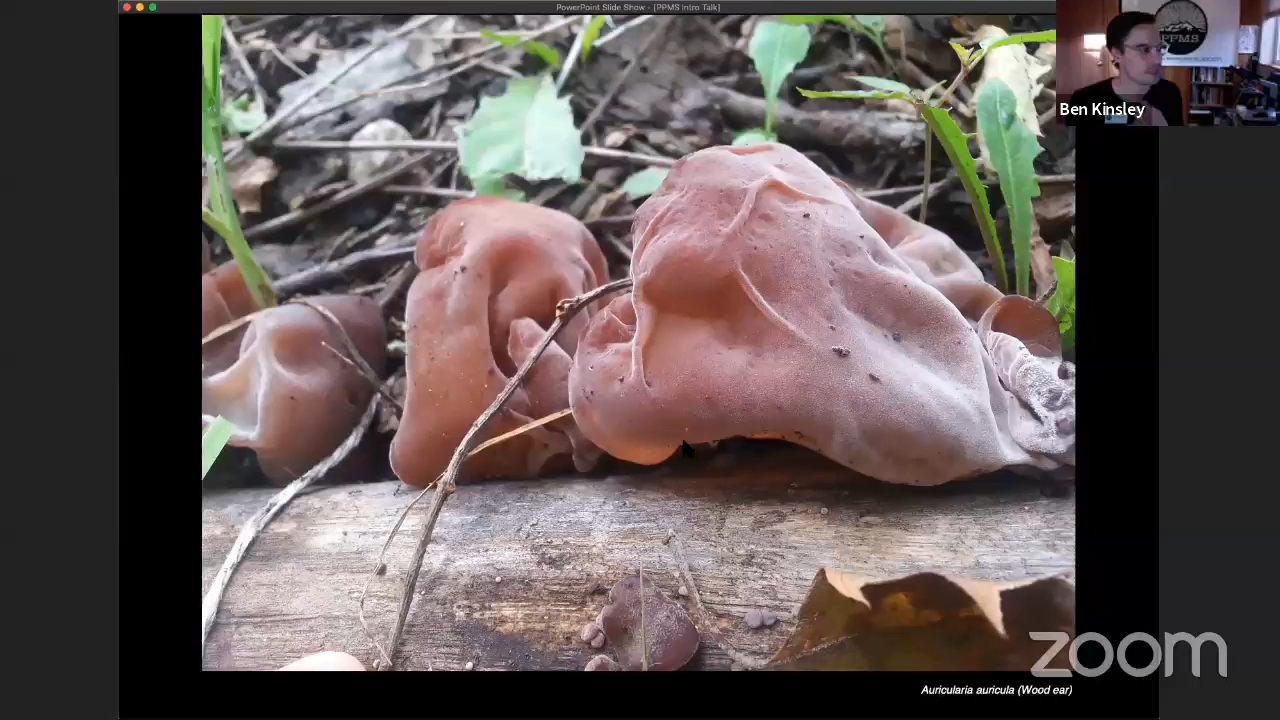 PowerPoint Slide Show - [PPMS Intro Talk]
PPMS
Ben Kinsley
zoom
Auricularia auricula (Wood ear)